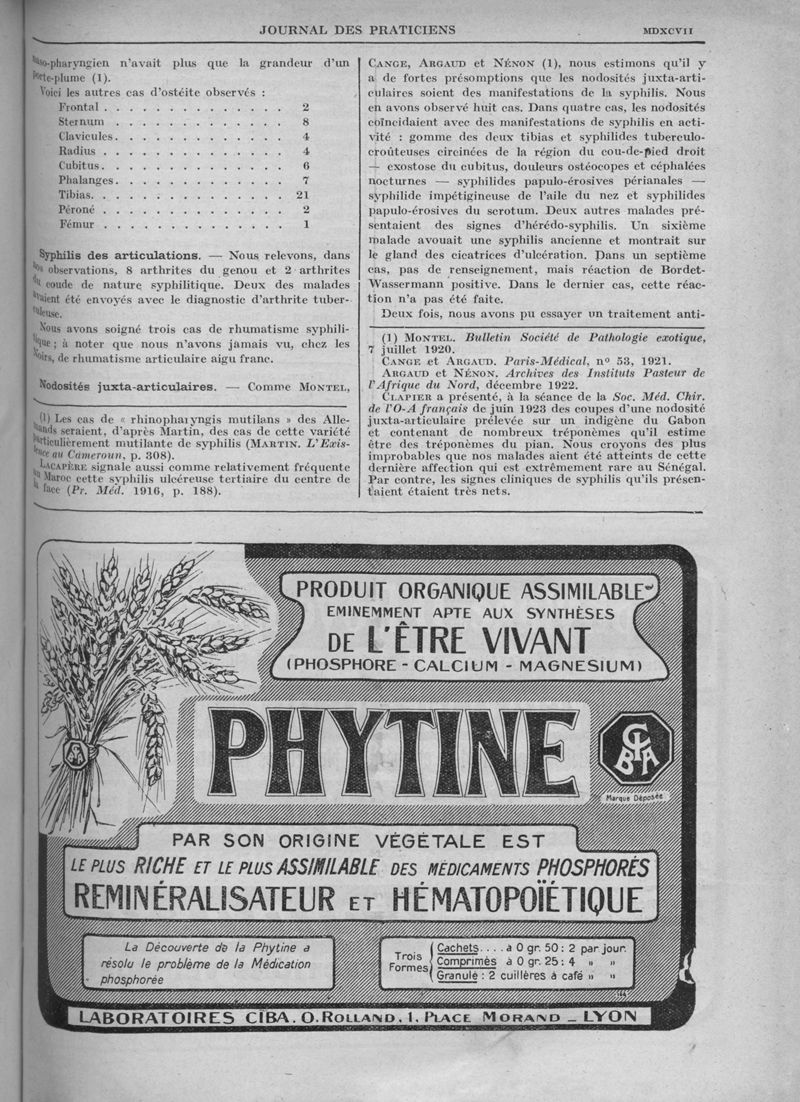 JOURNAL DES PRATICIENS
MDXCVII
naso-pharyngien n'avait plus que la grandeur d'un
porte-plume (1).
Voici les autres cas d'ostéite observés :
Frontal . . . . . . . . . . . . . . 2
Sternum . . . . . . . . . . . . . 8
Clavicules. . . . . . . . . . . . . 4
Radius . . . . . . . . . . . . . . 4
Cubitus. . . . . . . . . . . . . . 6
Phalanges. . . . . . . . . . . . . 7
Tibias. . . . . . . . . . . . . . . 21
Péroné . . . . . . . . . . . . . . 2
Fémur . . . . . . . . . . . . . . 1
Syphilis des articulations. — Nous relevons, dans
nos observations, 8 arthrites du genou et 2 arthrites
du coude de nature syphilitique. Deux des malades
avaient été envoyés avec le diagnostic d'arthrite tuber-
culeuse.
Nous avons soigné trois cas de rhumatisme syphili-
tique ; à noter que nous n'avons jamais vu, chez les
Noirs, de rhumatisme articulaire aigu franc.
Nodosités juxta-articulaires. — Comme MONTEL,
(1) Les cas de « rhinopharyngis mutilans » des Alle-
mands seraient, d'après Martin, des cas de cette variété
particulièrement mutilante de syphilis (MARTIN. L'Exis-
tence au Cameroun, p. 308).
LACAPÈRE signale aussi comme relativement fréquente
au Maroc cette syphilis ulcéreuse tertiaire du centre de
la face (Pr. Méd. 1916, p. 188).
CANGE, ARGAUD et NÉNON (1), nous estimons qu'il y
a de fortes présomptions que les nodosités juxta-arti-
culaires soient des manifestations de la syphilis. Nous
en avons observé huit cas. Dans quatre cas, les nodosités
coïncidaient avec des manifestations de syphilis en acti-
vité : gomme des deux tibias et syphilides tuberculo-
croûteuses circinées de la région du cou-de-pied droit
— exostose du cubitus, douleurs ostéocopes et céphalées
nocturnes — syphilides papulo-érosives périanales —
syphilide impétigineuse de l'aile du nez et syphilides
papulo-érosives du scrotum. Deux autres malades pré-
sentaient des signes d'hérédo-syphilis. Un sixième
malade avouait une syphilis ancienne et montrait sur
le gland des cicatrices d'ulcération. Dans un septième
cas, pas de renseignement, mais réaction de Bordet-
Wassermann positive. Dans le dernier cas, cette réac-
tion n'a pas été faite.
Deux fois, nous avons pu essayer un traitement anti-
(1) MONTEL. Bulletin Société de Pathologie exotique,
7 juillet 1920.
CANGE et ARGAUD. Paris-Médical, nº 53, 1921.
ARGAUD et NÉNON. Archives des Instituts Pasteur de
l'Afrique du Nord, décembre 1922.
CLAPIER a présenté, à la séance de la Soc. Méd. Chir.
de l'O-A français de juin 1923 des coupes d'une nodosité
juxta-articulaire prélevée sur un indigène du Gabon
et contenant de nombreux tréponèmes qu'il estime
être des tréponèmes du pian. Nous croyons des plus
improbables que nos malades aient été atteints de cette
dernière affection qui est extrêmement rare au Sénégal.
Par contre, les signes cliniques de syphilis qu'ils présen-
taient étaient très nets.
PRODUIT ORGANIQUE ASSIMILABLE
EMINEMMENT APTE AUX SYNTHÈSES
DE L'ÊTRE VIVANT
(PHOSPHORE - CALCIUM - MAGNESIUM)
PHYTINE
CIBA
Marque Déposée
PAR SON ORIGINE VÉGÉTALE EST
LE PLUS RICHE ET LE PLUS ASSIMILABLE DES MÉDICAMENTS PHOSPHORÉS
REMINÉRALISATEUR ET HÉMATOPOÏÉTIQUE
La Découverte de la Phytine a
résolu le problème de la Médication
phosphorée
Trois Formes
Cachets. . . . à 0 gr. 50 : 2 par jour.
Comprimés à 0 gr. 25 : 4 " "
Granulé : 2 cuillères à café " "
LABORATOIRES CIBA. O. ROLLAND. 1, PLACE MORAND _ LYON